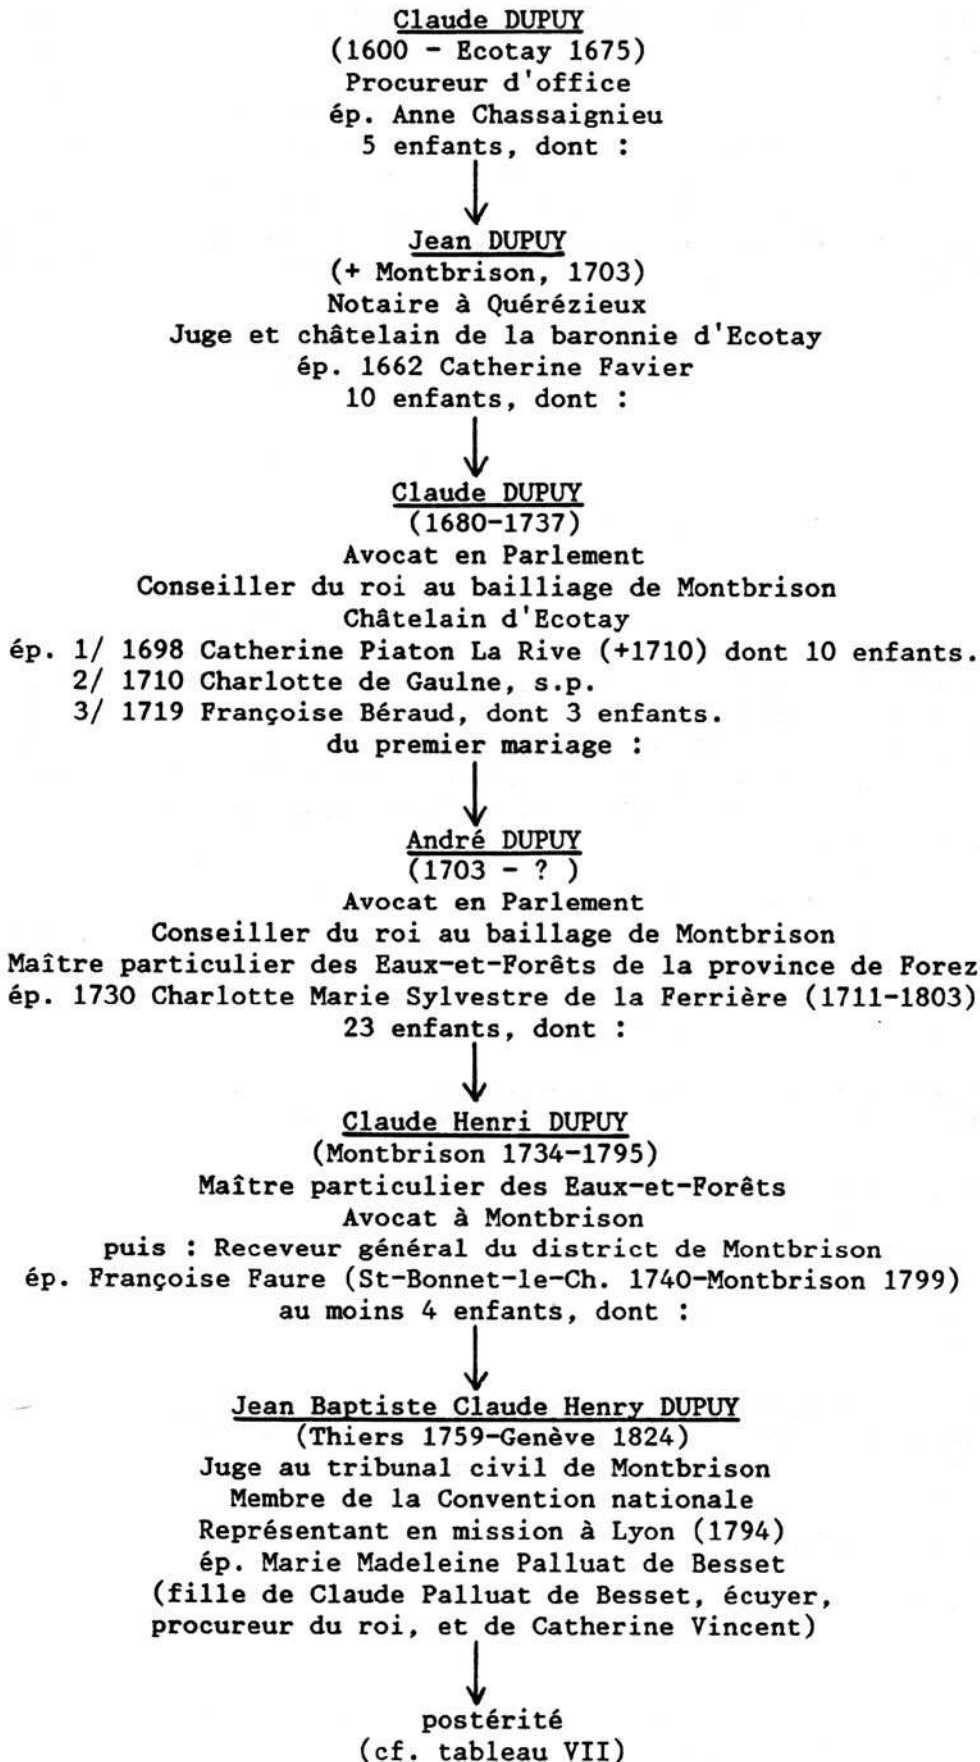 Claude DUPUY
(1600 - Ecotay 1675)
Procureur d'office
ép. Anne Chassaignieu
5 enfants, dont :
Jean DUPUY
(+ Montbrison, 1703)
Notaire à Quérézieux
Juge et châtelain de la baronnie d'Ecotay
ép. 1662 Catherine Favier
10 enfants, dont :
Claude DUPUY
(1680-1737)
Avocat en Parlement
Conseiller du roi au bailliage de Montbrison
Châtelain d'Ecotay
ép. 1/ 1698 Catherine Piaton La Rive (+1710) dont 10 enfants.
2/ 1710 Charlotte de Gaulne, s.p.
3/ 1719 Françoise Béraud, dont 3 enfants.
du premier mariage :
André DUPUY
(1703 - ? )
Avocat en Parlement
Conseiller du roi au baillage de Montbrison
Maître particulier des Eaux-et-Forêts de la province de Forez
ép. 1730 Charlotte Marie Sylvestre de la Ferrière (1711-1803)
23 enfants, dont :
Claude Henri DUPUY
(Montbrison 1734-1795)
Maître particulier des Eaux-et-Forêts
Avocat à Montbrison
puis : Receveur général du district de Montbrison
ép. Françoise Faure (St-Bonnet-le-Ch. 1740-Montbrison 1799)
au moins 4 enfants, dont :
Jean Baptiste Claude Henry DUPUY
(Thiers 1759-Genève 1824)
Juge au tribunal civil de Montbrison
Membre de la Convention nationale
Représentant en mission à Lyon (1794)
ép. Marie Madeleine Palluat de Besset
(fille de Claude Palluat de Besset, écuyer,
procureur du roi, et de Catherine Vincent)
postérité
(cf. tableau VII)